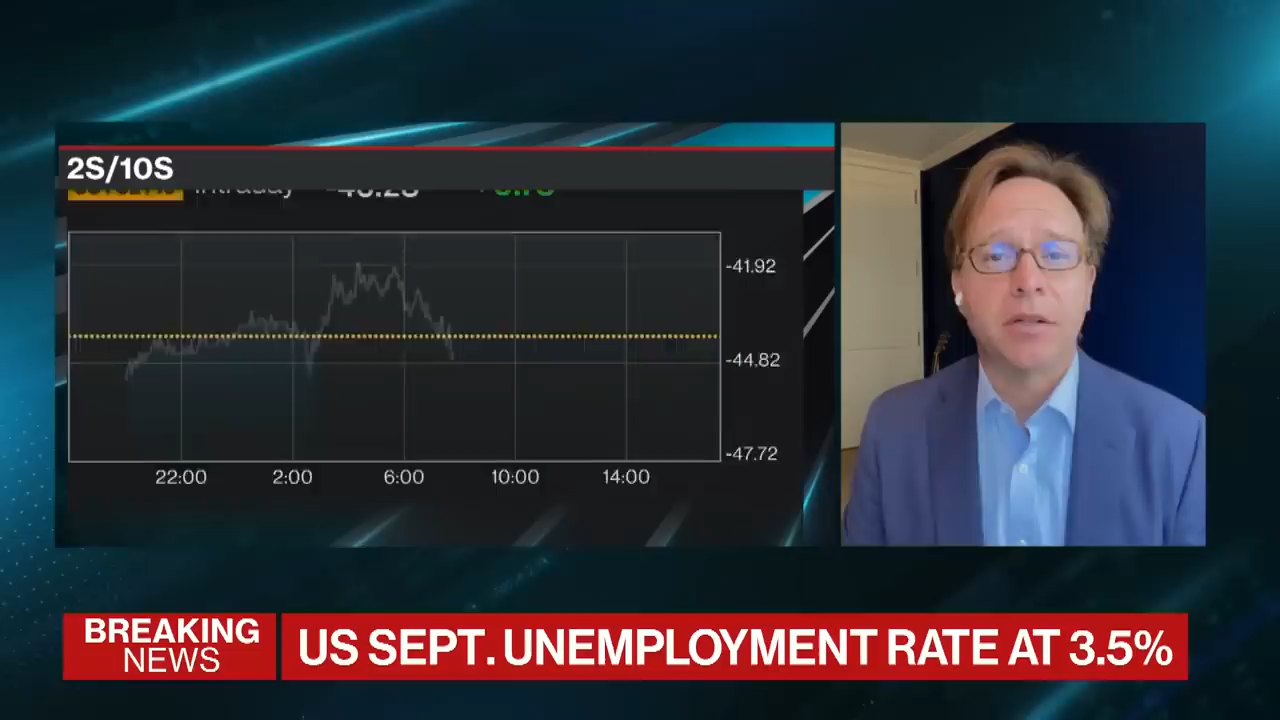 2S/10S
Intraday
-41.92
-44.82
-47.72
22:00 2:00 6:00 10:00 14:00
BREAKING
NEWS
US SEPT. UNEMPLOYMENT RATE AT 3.5%